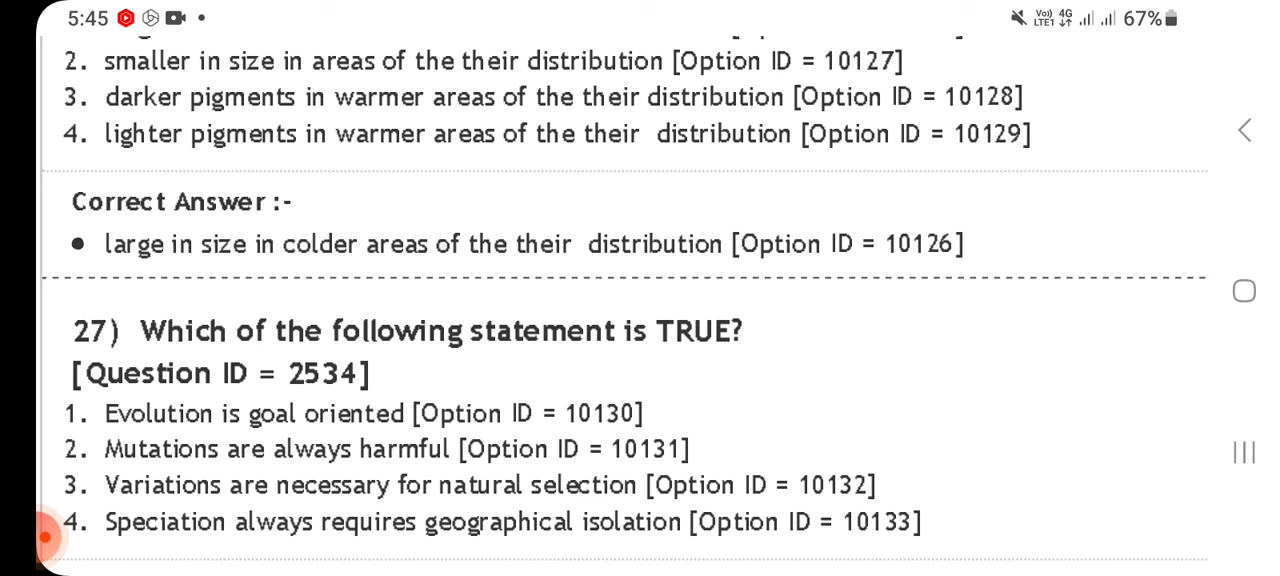 5:45
Vo)) 4G
LTE1 67%
2. smaller in size in areas of the their distribution [Option ID = 10127]
3. darker pigments in warmer areas of the their distribution [Option ID = 10128]
4. lighter pigments in warmer areas of the their distribution [Option ID = 10129]
Correct Answer :-
• large in size in colder areas of the their distribution [Option ID = 10126]
27) Which of the following statement is TRUE?
[Question ID = 2534]
1. Evolution is goal oriented [Option ID = 10130]
2. Mutations are always harmful [Option ID = 10131]
3. Variations are necessary for natural selection [Option ID = 10132]
4. Speciation always requires geographical isolation [Option ID = 10133]